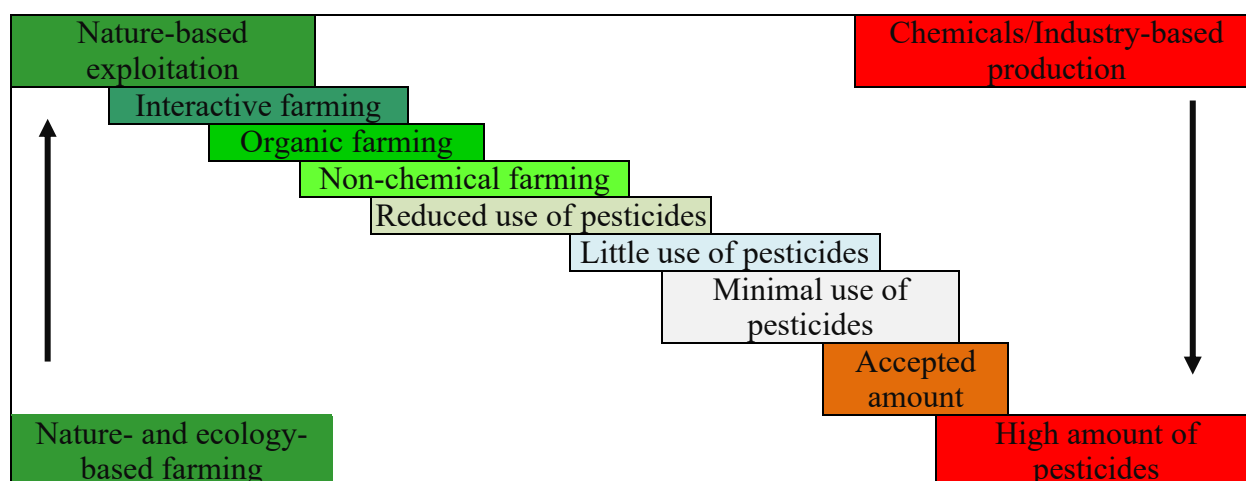 Nature-based
exploitation
Chemicals/Industry-based
production
Interactive farming
Organic farming
Non-chemical farming
Reduced use of pesticides
Little use of pesticides
Minimal use of
pesticides
Accepted
amount
Nature- and ecology-
based farming
High amount of
pesticides